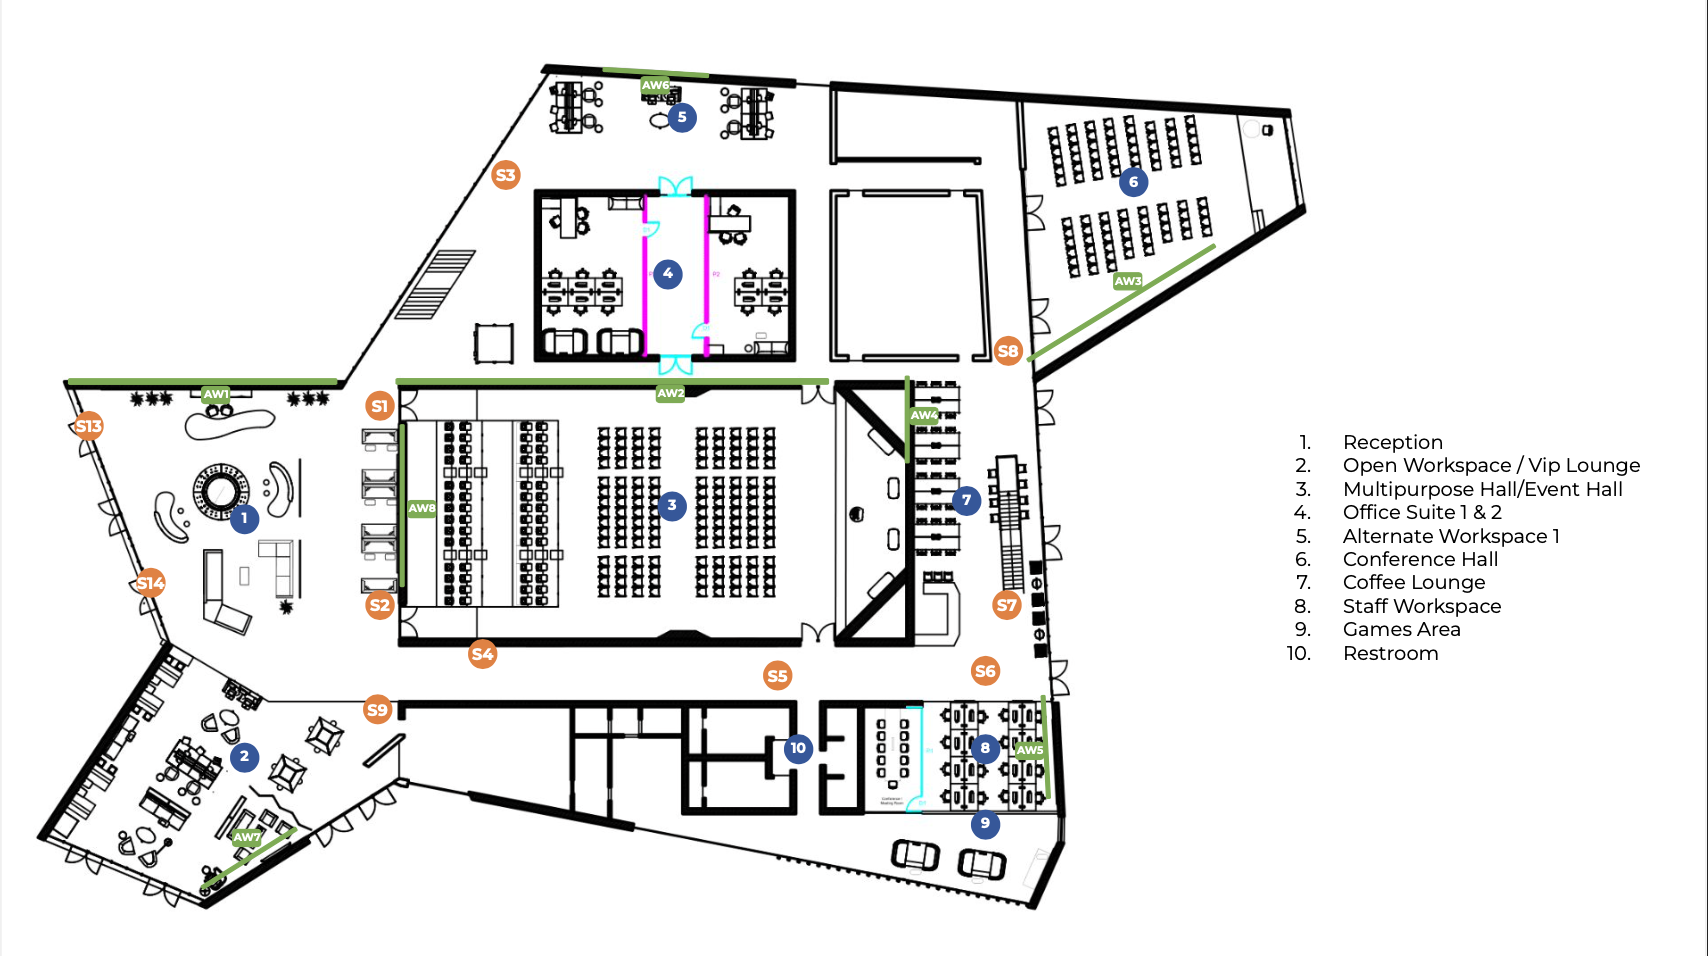 AW6
5
S3
6
4
P2
AW3
S8
AW1
S1
AW2
AW4
S13
AW8
3
7
1
S14
S2
S7
S4
S5
S6
S9
2
10
8
AW5
9
AW7
1. Reception
2. Open Workspace / Vip Lounge
3. Multipurpose Hall/Event Hall
4. Office Suite 1 & 2
5. Alternate Workspace 1
6. Conference Hall
7. Coffee Lounge
8. Staff Workspace
9. Games Area
10. Restroom